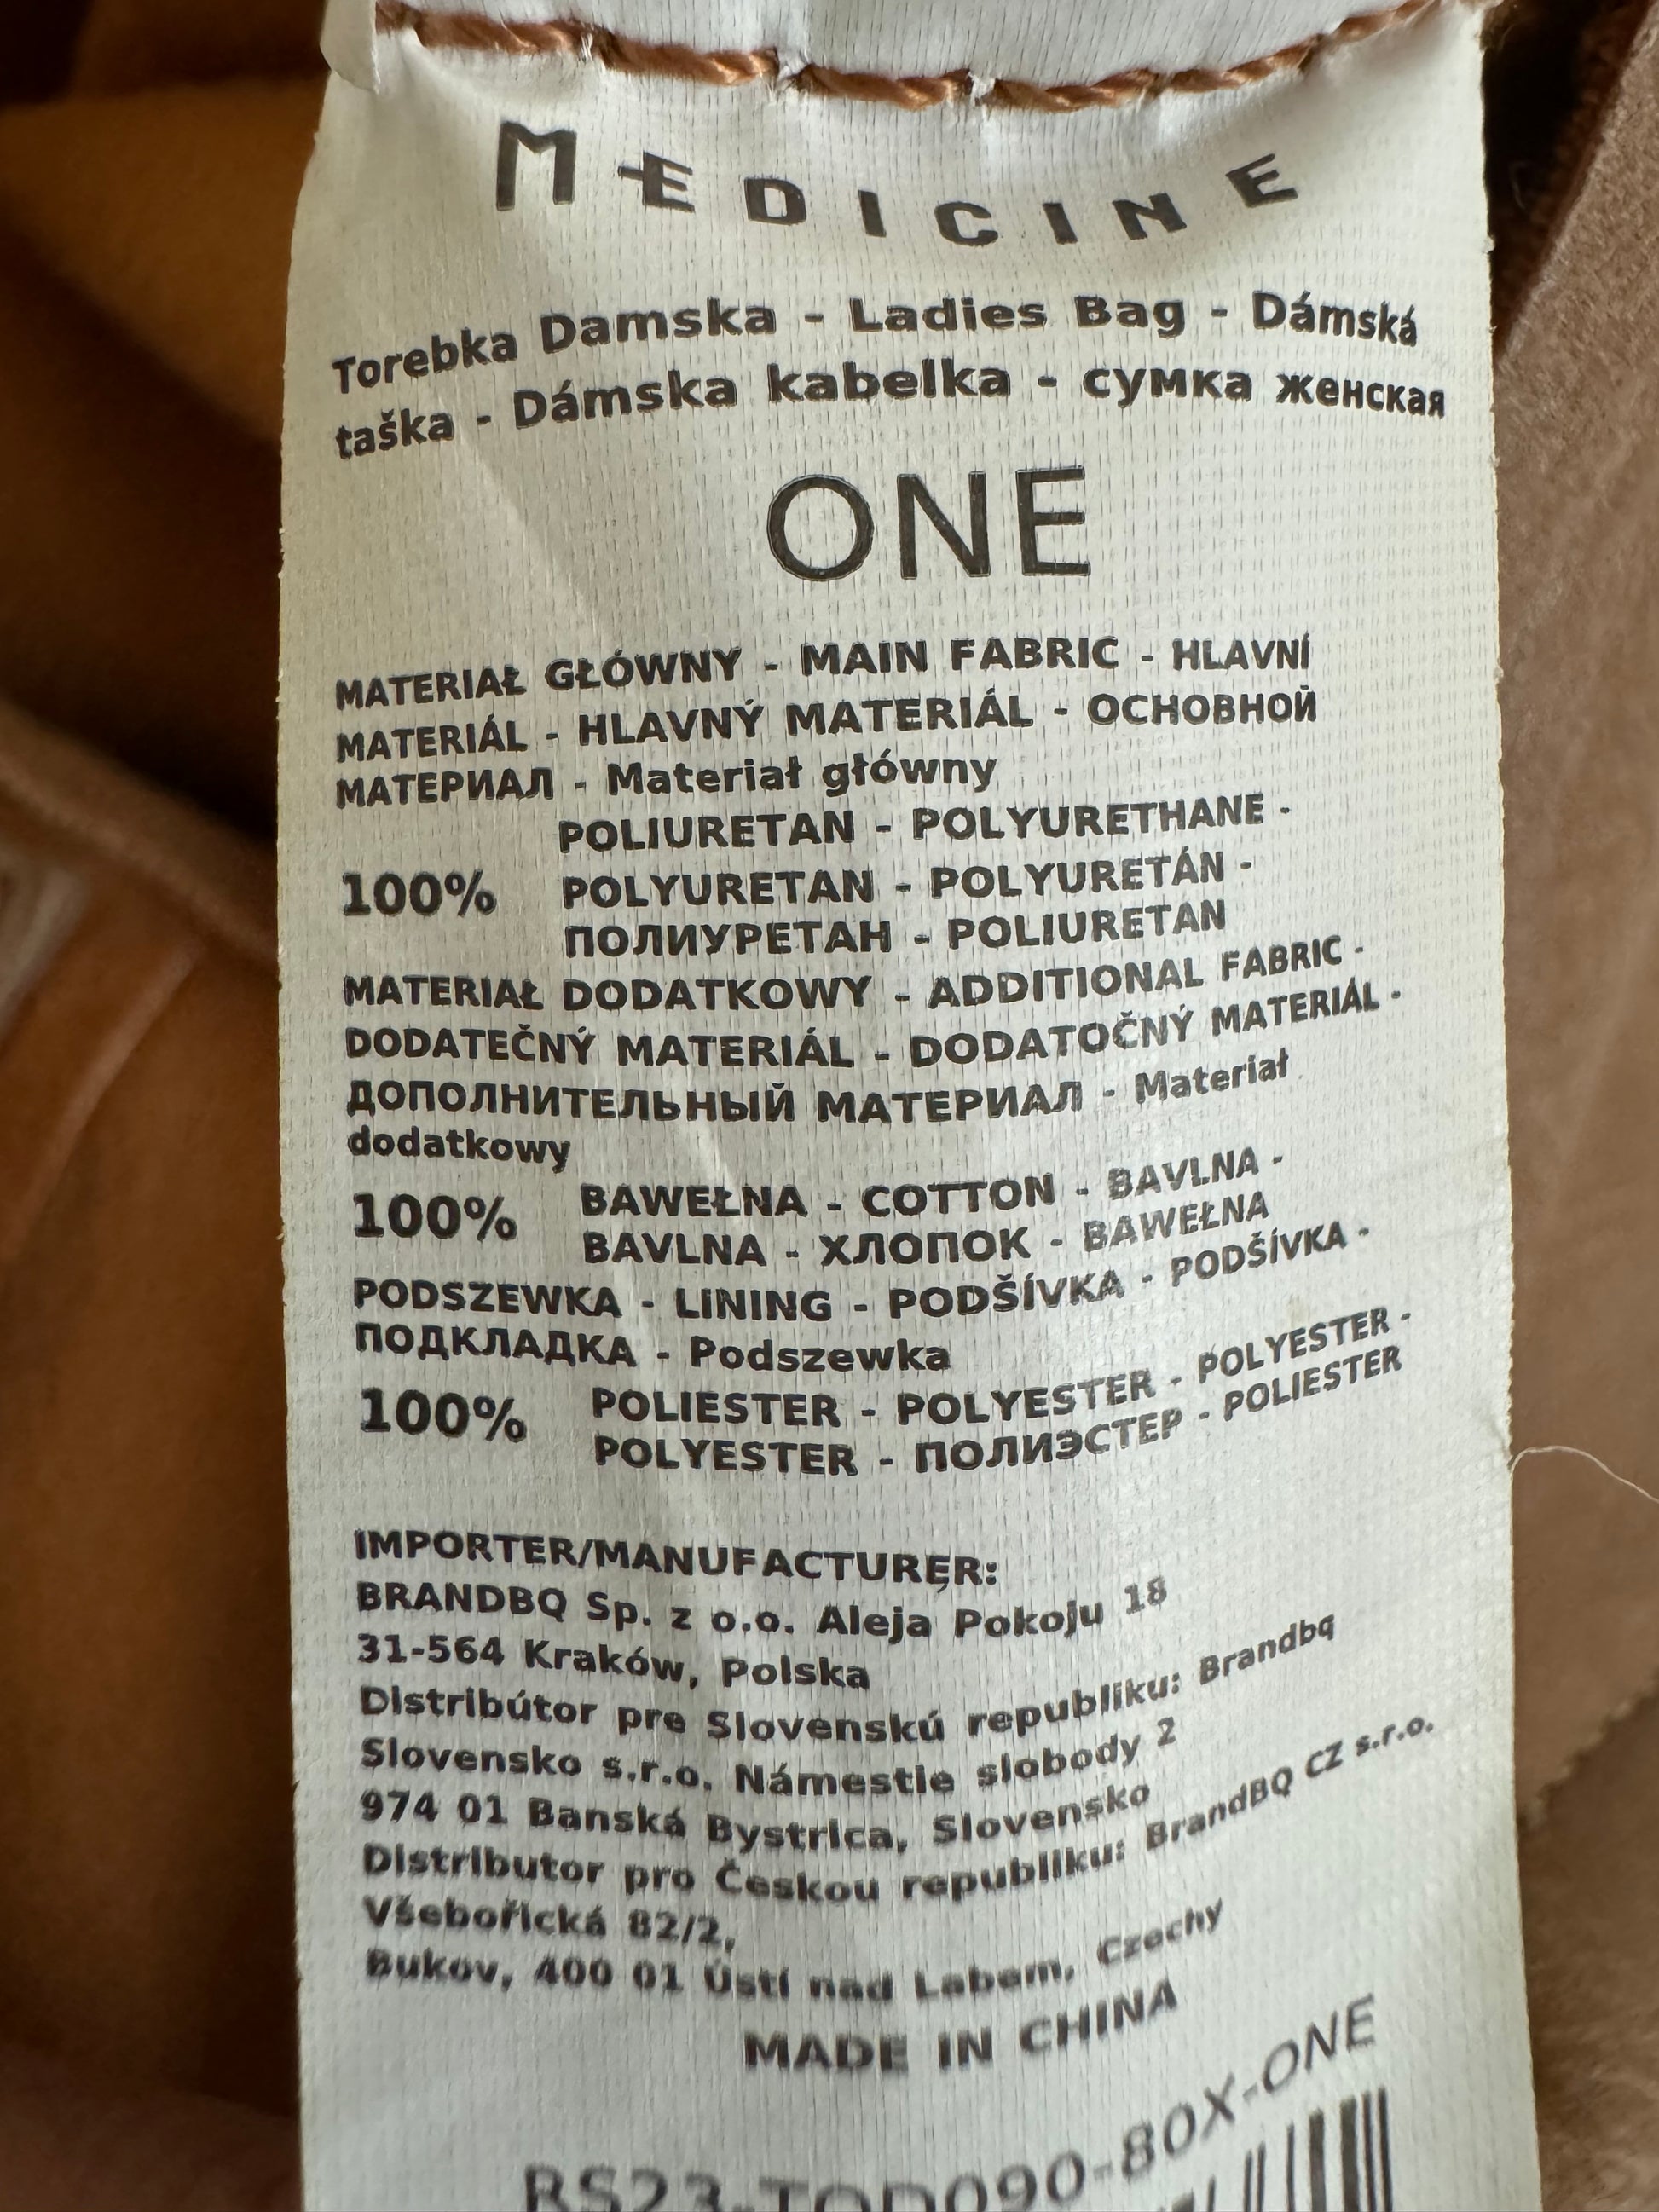 MEDICINE
Torebka Damska - Ladies Bag - Dámská
taška - Dámska kabelka - сумка женская
ONE
MATERIAŁ GŁÓWNY - MAIN FABRIC - HLAVNÍ
MATERIÁL - HLAVNÝ MATERIÁL - ОСНОВНОЙ
МАТЕРИАЛ - Materiał główny
POLIURETAN - POLYURETHANE -
100% POLYURETAN - POLYURETÁN -
ПОЛИУРЕТАН - POLIURETAN
MATERIAŁ DODATKOWY - ADDITIONAL FABRIC -
DODATEČNÝ MATERIÁL - DODATOČNÝ MATERIÁL -
ДОПОЛНИТЕЛЬНЫЙ МАТЕРИАЛ - Materiał
dodatkowy
100% BAWEŁNA - COTTON - BAVLNA -
BAVLNA - ХЛОПОК - BAWEŁNA
PODSZEWKA - LINING - PODŠÍVKA - PODŠÍVKA -
ПОДКЛАДКА - Podszewka
100% POLIESTER - POLYESTER - POLYESTER -
POLYESTER - ПОЛИЭСТЕР - POLIESTER
IMPORTER/MANUFACTURER:
BRANDBQ Sp. z o.o. Aleja Pokoju 18
31-564 Kraków, Polska
Distribútor pre Slovenskú republiku: Brandbq
Slovensko s.r.o. Námestie slobody 2
974 01 Banská Bystrica, Slovensko
Distributor pro Českou republiku: BrandBQ CZ s.r.o.
Všebořická 82/2,
Bukov, 400 01 Ústí nad Labem, Czechy
MADE IN CHINA
RS23-TOD090-80X-ONE